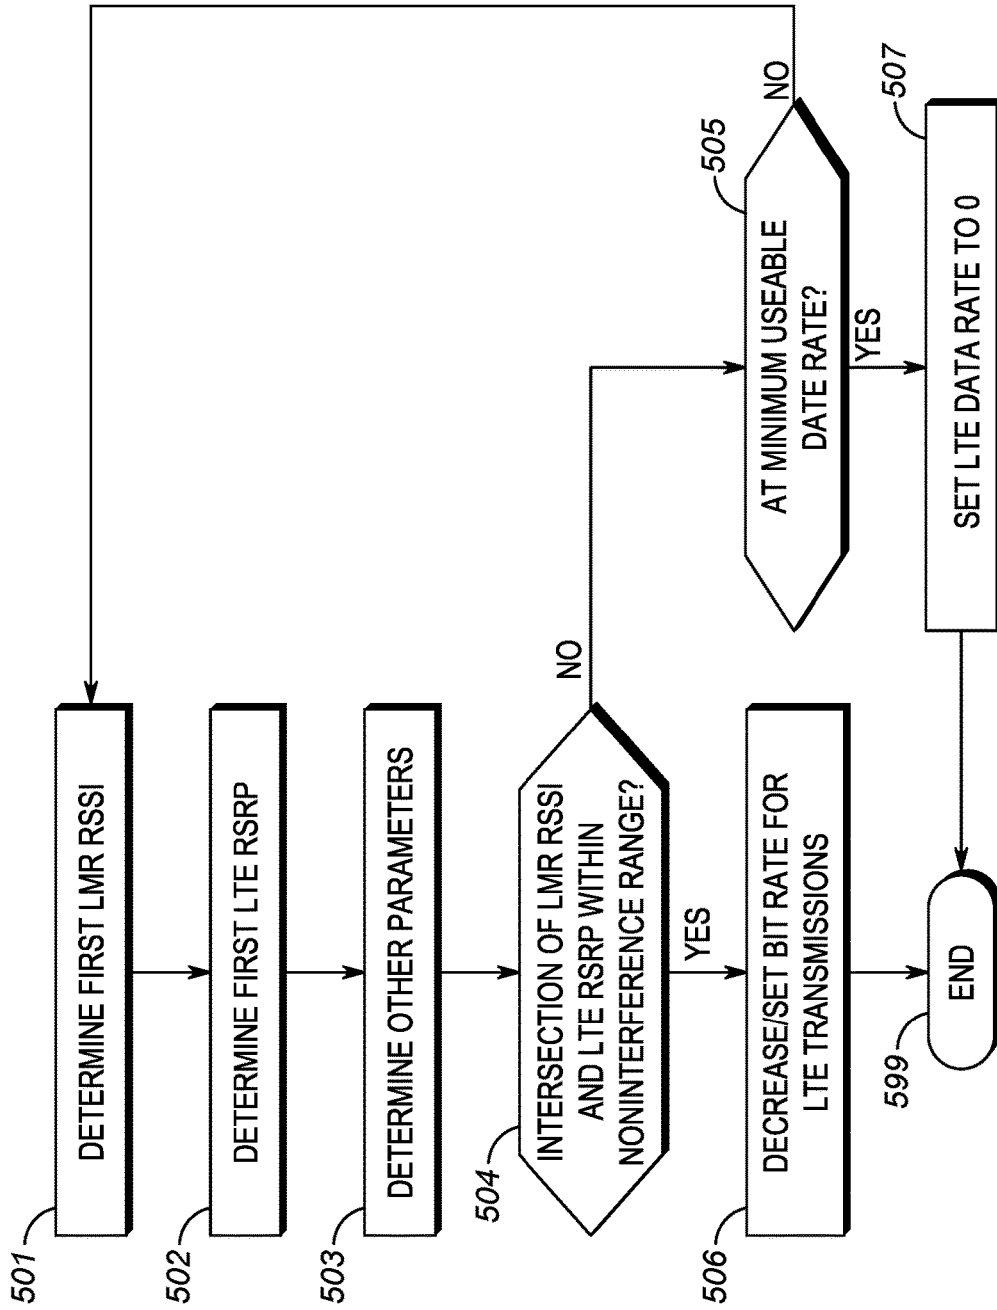 501
DETERMINE FIRST LMR RSSI
502
DETERMINE FIRST LTE RSRP
503
DETERMINE OTHER PARAMETERS
504
INTERSECTION OF LMR RSSI
AND LTE RSRP WITHIN
NONINTERFERENCE RANGE?
NO
YES
505
AT MINIMUM USEABLE
DATE RATE?
NO
YES
506
DECREASE/SET BIT RATE FOR
LTE TRANSMISSIONS
507
SET LTE DATA RATE TO 0
599
END